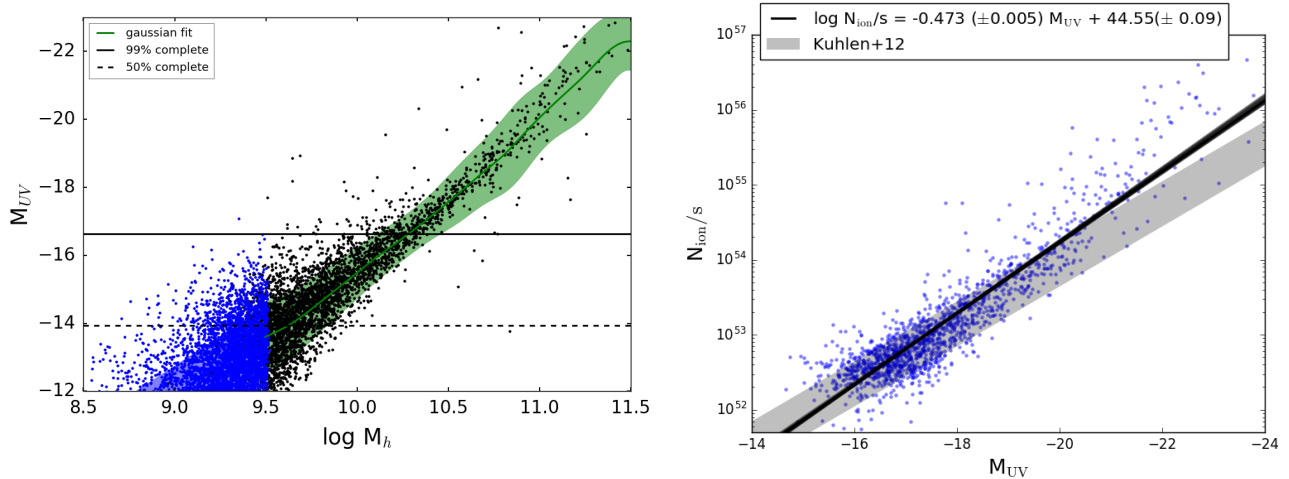 gaussian fit
99% complete
50% complete
−22
−20
−18
−16
−14
−12
M_UV
8.5 9.0 9.5 10.0 10.5 11.0 11.5
log M_h
log N_ion/s = -0.473 (±0.005) M_UV + 44.55(± 0.09)
Kuhlen+12
10^57
10^56
10^55
10^54
10^53
10^52
N_ion/s
−14 −16 −18 −20 −22 −24
M_UV